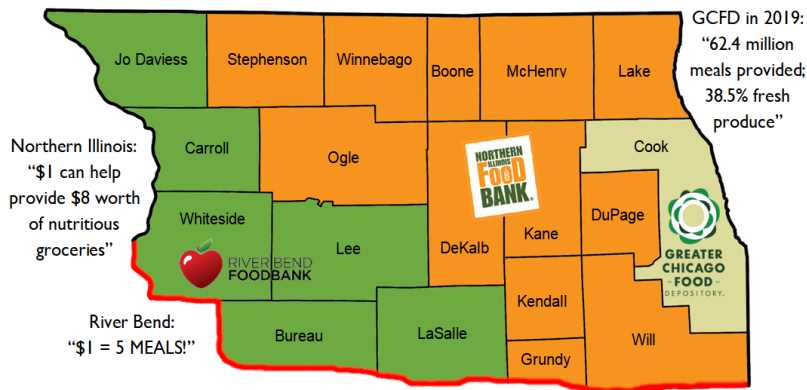 GCFD in 2019:
“62.4 million
meals provided;
38.5% fresh
produce”
Jo Daviess
Stephenson
Winnebago
Boone
McHenry
Lake
Northern Illinois:
“$1 can help
provide $8 worth
of nutritious
groceries”
Carroll
Ogle
NORTHERN
ILLINOIS
FOOD
BANK
Cook
Whiteside
Lee
DeKalb
Kane
DuPage
RIVER BEND
FOODBANK
GREATER
CHICAGO
-FOOD-
DEPOSITORY.
River Bend:
“$1 = 5 MEALS!”
Bureau
LaSalle
Kendall
Grundy
Will